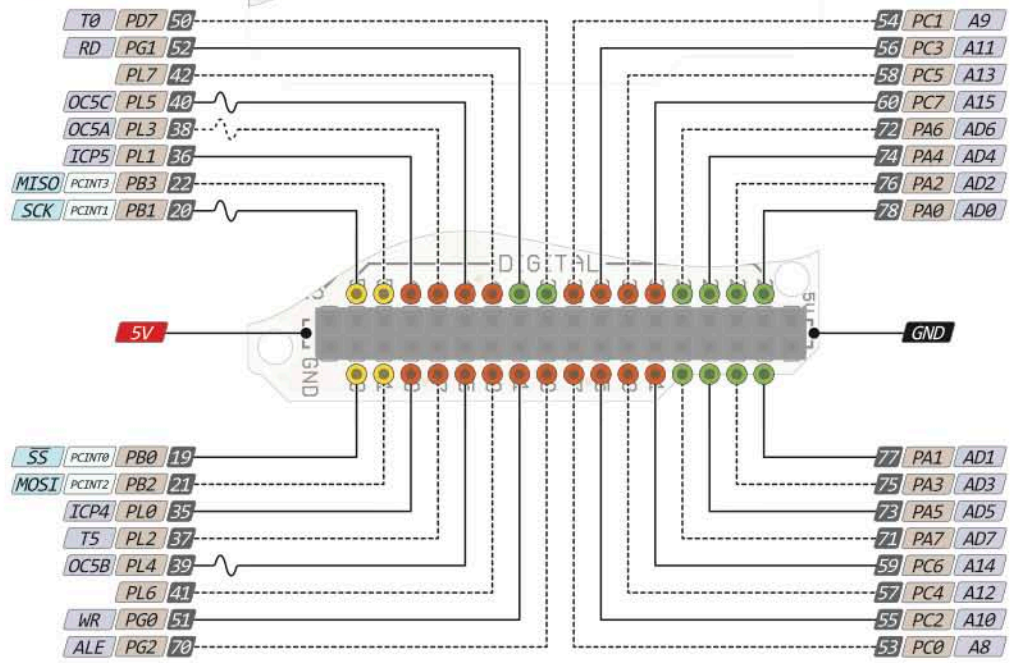 T0 PD7 50
RD PG1 52
PL7 42
OC5C PL5 40
OC5A PL3 38
ICP5 PL1 36
MISO PCINT3 PB3 22
SCK PCINT1 PB1 20
54 PC1 A9
56 PC3 A11
58 PC5 A13
60 PC7 A15
72 PA6 AD6
74 PA4 AD4
76 PA2 AD2
78 PA0 AD0
DIGITAL
5V
GND
GND
SS PCINT0 PB0 19
MOSI PCINT2 PB2 21
ICP4 PL0 35
T5 PL2 37
OC5B PL4 39
PL6 41
WR PG0 51
ALE PG2 70
77 PA1 AD1
75 PA3 AD3
73 PA5 AD5
71 PA7 AD7
59 PC6 A14
57 PC4 A12
55 PC2 A10
53 PC0 A8